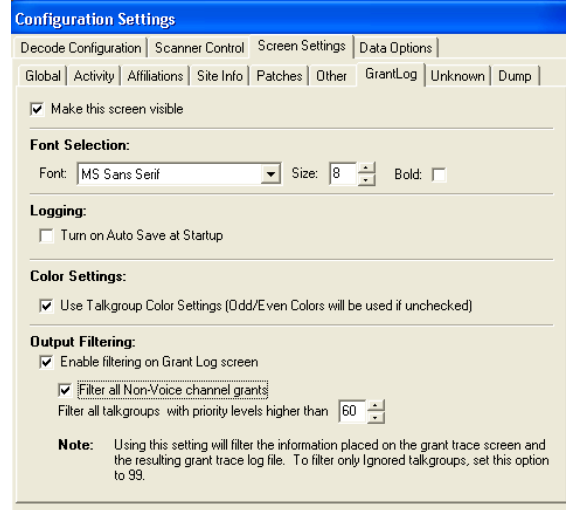 Configuration Settings
Decode Configuration Scanner Control Screen Settings Data Options
Global Activity Affiliations Site Info Patches Other GrantLog Unknown Dump
Make this screen visible
Font Selection:
Font: MS Sans Serif Size: 8 Bold:
Logging:
Turn on Auto Save at Startup
Color Settings:
Use Talkgroup Color Settings (Odd/Even Colors will be used if unchecked)
Output Filtering:
Enable filtering on Grant Log screen
Filter all Non-Voice channel grants
Filter all talkgroups with priority levels higher than 60
Note: Using this setting will filter the information placed on the grant trace screen and
the resulting grant trace log file. To filter only Ignored talkgroups, set this option
to 99.